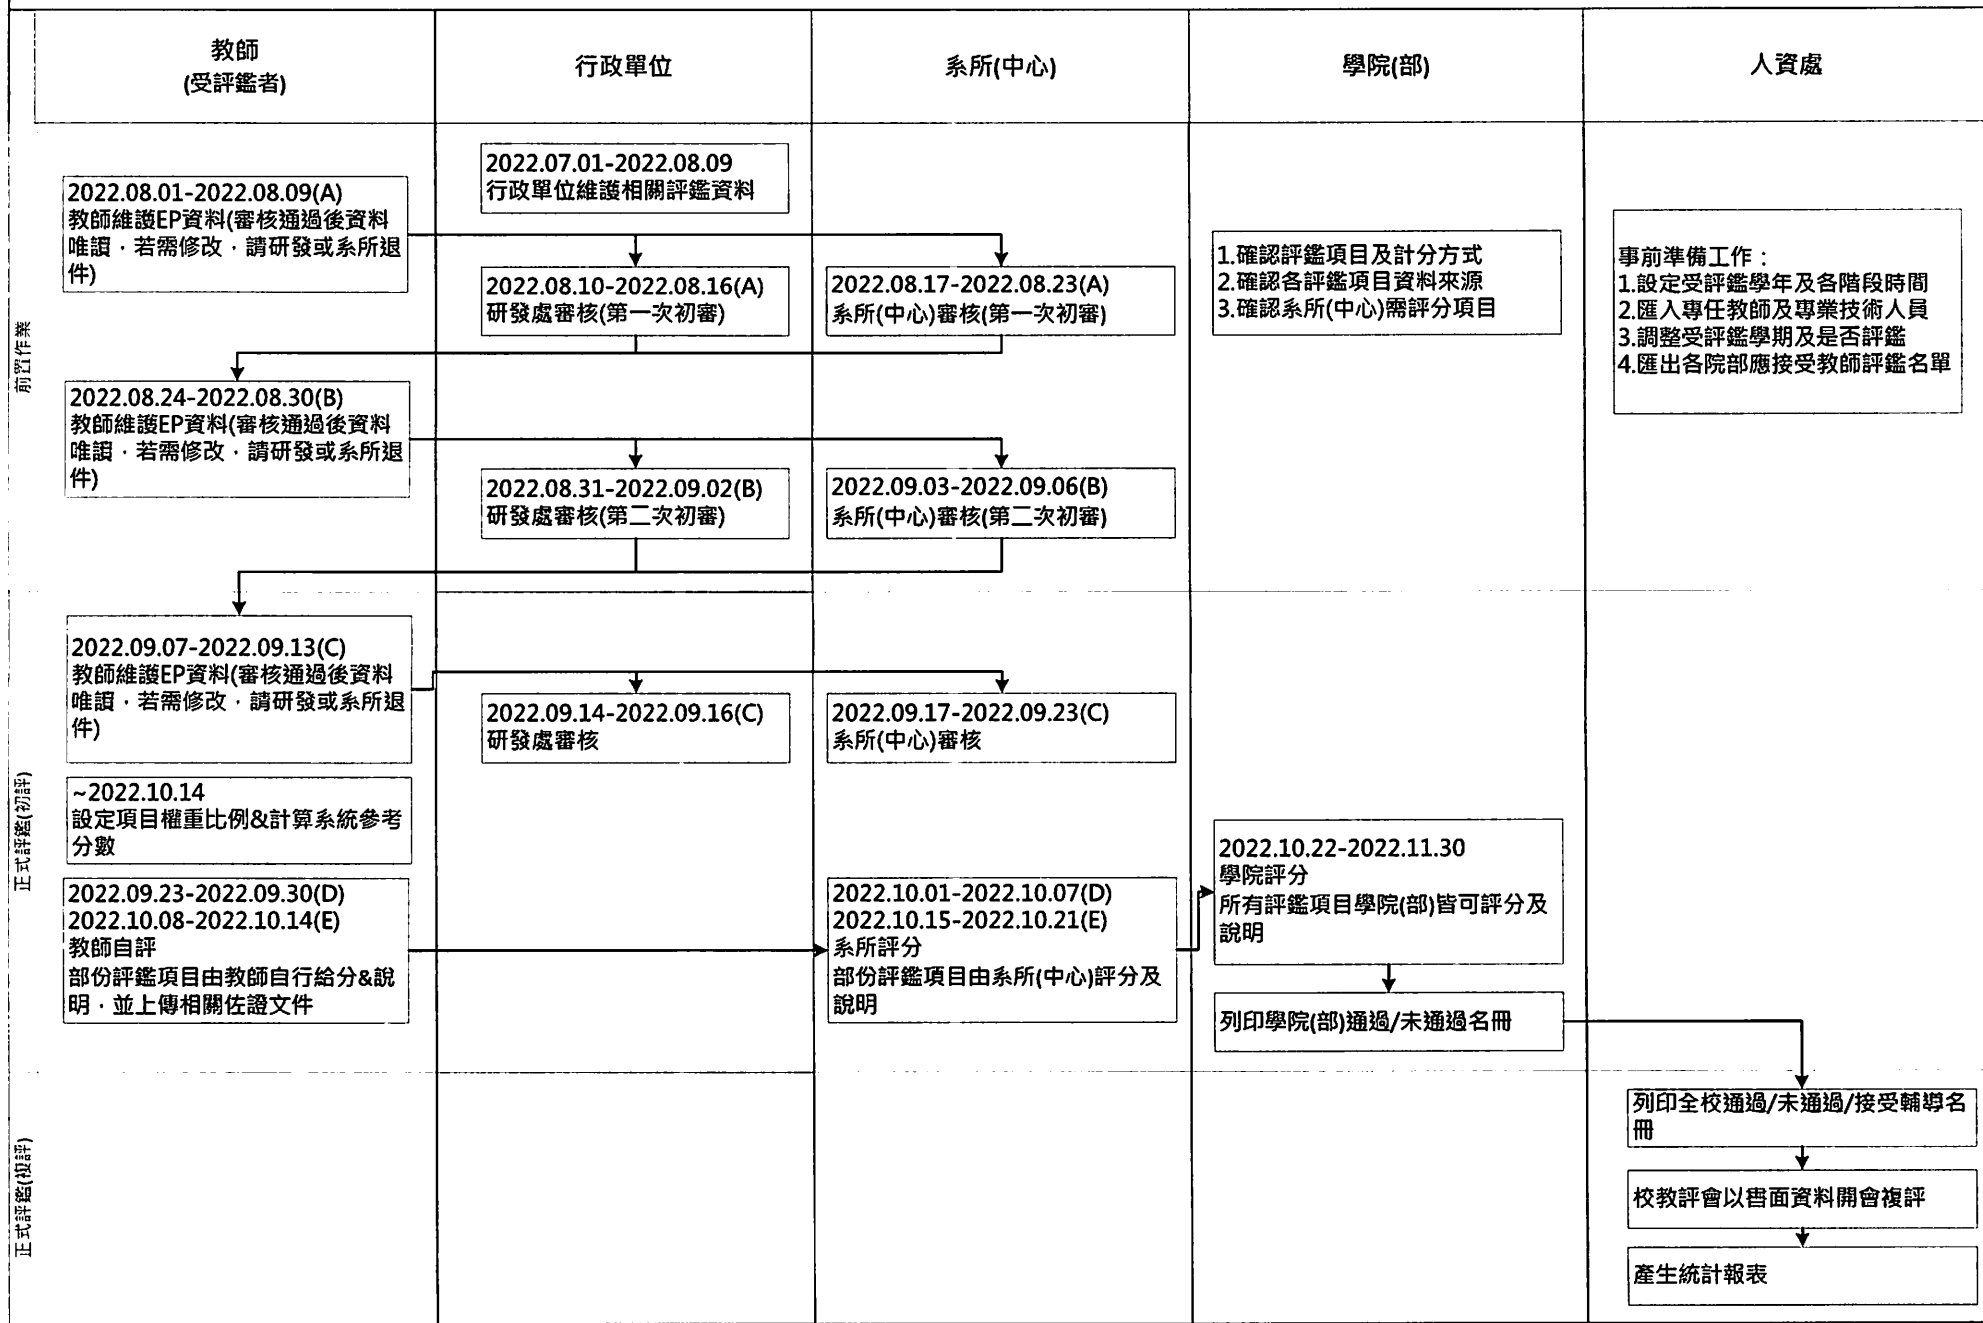 教師
(受評鑑者)
行政單位
系所(中心)
學院(部)
人資處
前置作業
2022.08.01-2022.08.09(A)
教師維護EP資料(審核通過後資料
唯讀，若需修改，請研發或系所退
件)
2022.07.01-2022.08.09
行政單位維護相關評鑑資料
2022.08.10-2022.08.16(A)
研發處審核(第一次初審)
2022.08.17-2022.08.23(A)
系所(中心)審核(第一次初審)
1.確認評鑑項目及計分方式
2.確認各評鑑項目資料來源
3.確認系所(中心)需評分項目
事前準備工作：
1.設定受評鑑學年及各階段時間
2.匯入專任教師及專業技術人員
3.調整受評鑑學期及是否評鑑
4.匯出各院部應接受教師評鑑名單
2022.08.24-2022.08.30(B)
教師維護EP資料(審核通過後資料
唯讀，若需修改，請研發或系所退
件)
2022.08.31-2022.09.02(B)
研發處審核(第二次初審)
2022.09.03-2022.09.06(B)
系所(中心)審核(第二次初審)
正式評鑑(初評)
2022.09.07-2022.09.13(C)
教師維護EP資料(審核通過後資料
唯讀，若需修改，請研發或系所退
件)
2022.09.14-2022.09.16(C)
研發處審核
2022.09.17-2022.09.23(C)
系所(中心)審核
~2022.10.14
設定項目權重比例&計算系統參考
分數
2022.09.23-2022.09.30(D)
2022.10.08-2022.10.14(E)
教師自評
部份評鑑項目由教師自行給分&說
明，並上傳相關佐證文件
2022.10.01-2022.10.07(D)
2022.10.15-2022.10.21(E)
系所評分
部份評鑑項目由系所(中心)評分及
說明
2022.10.22-2022.11.30
學院評分
所有評鑑項目學院(部)皆可評分及
說明
列印學院(部)通過/未通過名冊
正式評鑑(複評)
列印全校通過/未通過/接受輔導名
冊
校教評會以書面資料開會複評
產生統計報表